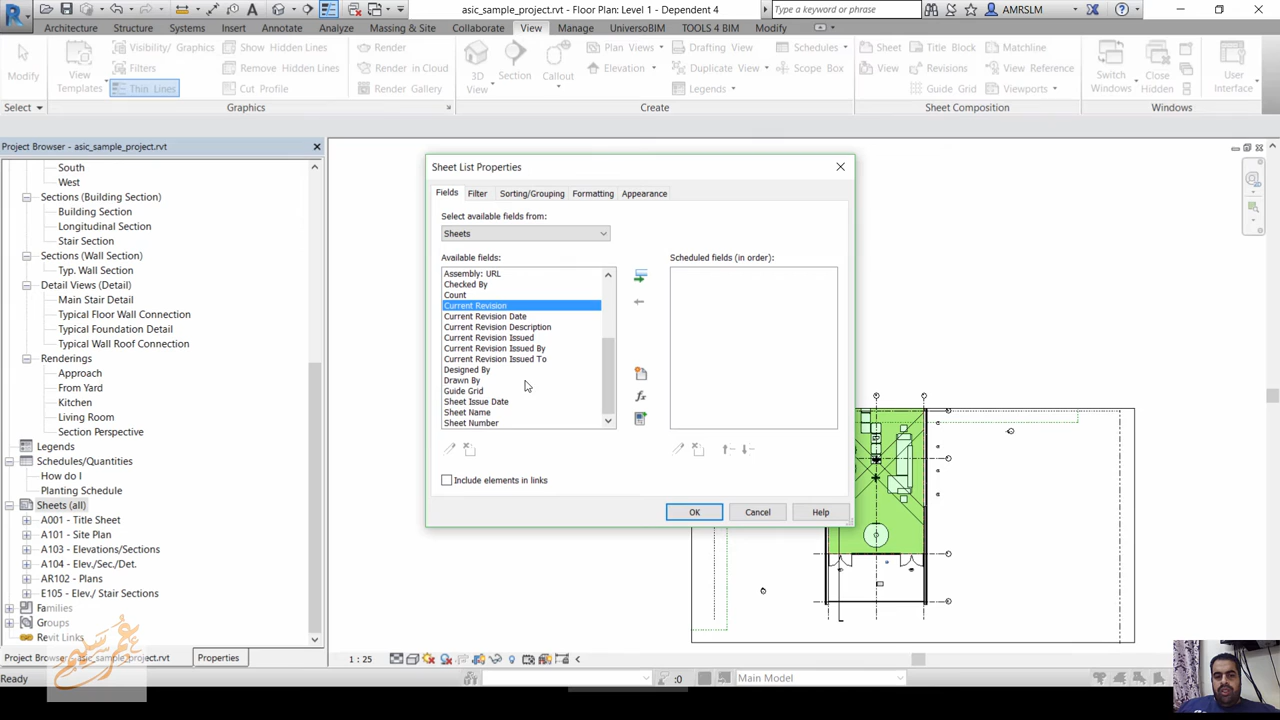 asic_sample_project.rvt - Floor Plan: Level 1 - Dependent 4
Type a keyword or phrase
AMRSLM
Architecture Structure Systems Insert Annotate Analyze Massing & Site Collaborate View Manage UniversoBIM TOOLS 4 BIM Modify
Modify
Select
View Templates
Visibility/ Graphics
Filters
Thin Lines
Show Hidden Lines
Remove Hidden Lines
Cut Profile
Graphics
Render
Render in Cloud
Render Gallery
3D View
Section
Callout
Plan Views
Elevation
Drafting View
Duplicate View
Legends
Schedules
Scope Box
Create
Sheet
View
Title Block
Revisions
Guide Grid
Matchline
View Reference
Viewports
Sheet Composition
Switch Windows
Close Hidden
Windows
User Interface
Project Browser - asic_sample_project.rvt
South
West
Sections (Building Section)
Building Section
Longitudinal Section
Stair Section
Sections (Wall Section)
Typ. Wall Section
Detail Views (Detail)
Main Stair Detail
Typical Floor Wall Connection
Typical Foundation Detail
Typical Wall Roof Connection
Renderings
Approach
From Yard
Kitchen
Living Room
Section Perspective
Legends
Schedules/Quantities
How do I
Planting Schedule
Sheets (all)
A001 - Title Sheet
A101 - Site Plan
A103 - Elevations/Sections
A104 - Elev./Sec./Det.
AR102 - Plans
E105 - Elev./ Stair Sections
Families
Groups
Revit Links
Project Browser - asic_sample_project.rvt
Properties
Sheet List Properties
Fields Filter Sorting/Grouping Formatting Appearance
Select available fields from:
Sheets
Available fields:
Assembly: URL
Checked By
Count
Current Revision
Current Revision Date
Current Revision Description
Current Revision Issued
Current Revision Issued By
Current Revision Issued To
Designed By
Drawn By
Guide Grid
Sheet Issue Date
Sheet Name
Sheet Number
Scheduled fields (in order):
Include elements in links
OK
Cancel
Help
1 : 25
Ready
:0
Main Model
عمر سليم